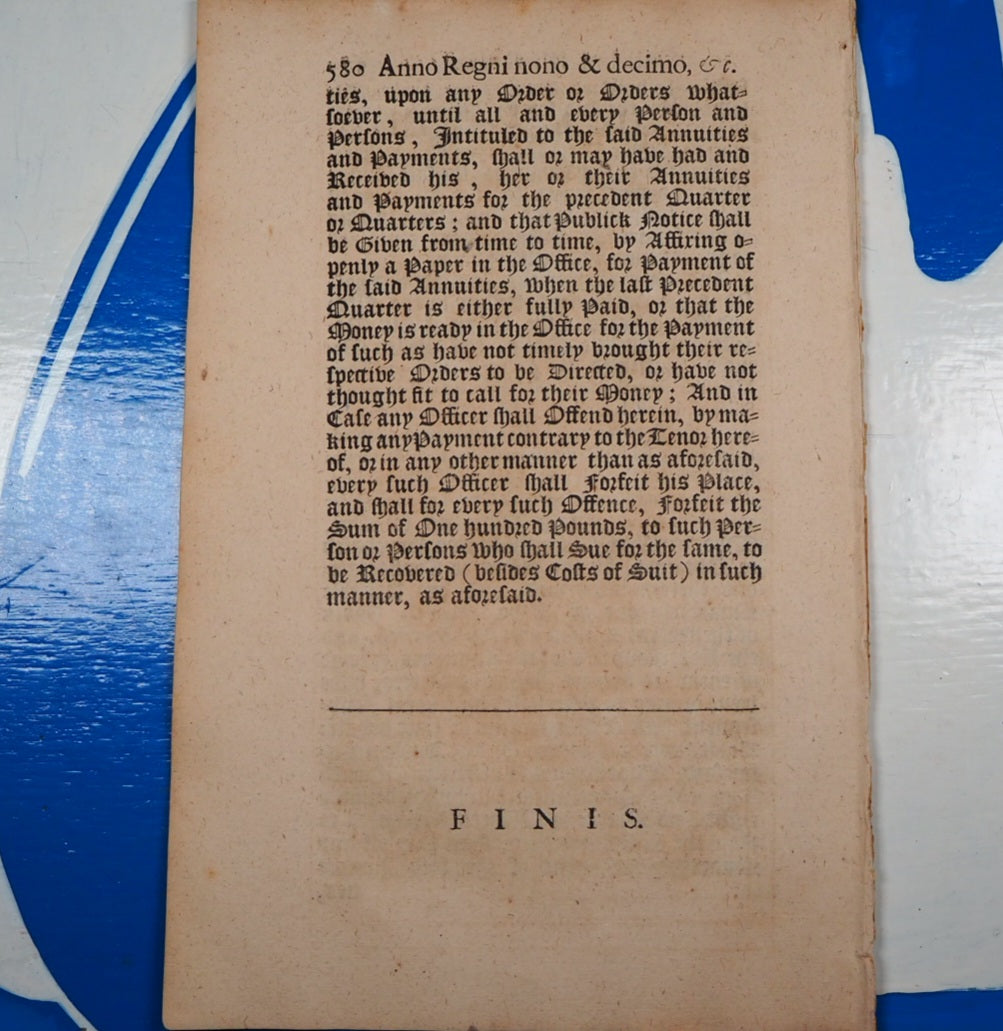 580 Anno Regni nono & decimo, &c.
ties, upon any Order or Orders what=
soever, until all and every Person and
Persons, Intituled to the said Annuities
and Payments, shall or may have had and
Received his, her or their Annuities
and Payments for the precedent Quarter
or Quarters; and that Publick Notice shall
be Given from time to time, by Affixing o=
penly a Paper in the Office, for Payment of
the said Annuities, when the last Precedent
Quarter is either fully Paid, or that the
Money is ready in the Office for the Payment
of such as have not timely brought their re=
spective Orders to be Directed, or have not
thought fit to call for their Money; And in
Case any Officer shall Offend herein, by ma=
king any Payment contrary to the Tenor here=
of, or in any other manner than as aforesaid,
every such Officer shall Forfeit his Place,
and shall for every such Offence, Forfeit the
Sum of One hundred Pounds, to such Per=
son or Persons who shall Sue for the same, to
be Recovered (besides Costs of Suit) in such
manner, as aforesaid.
FINIS.